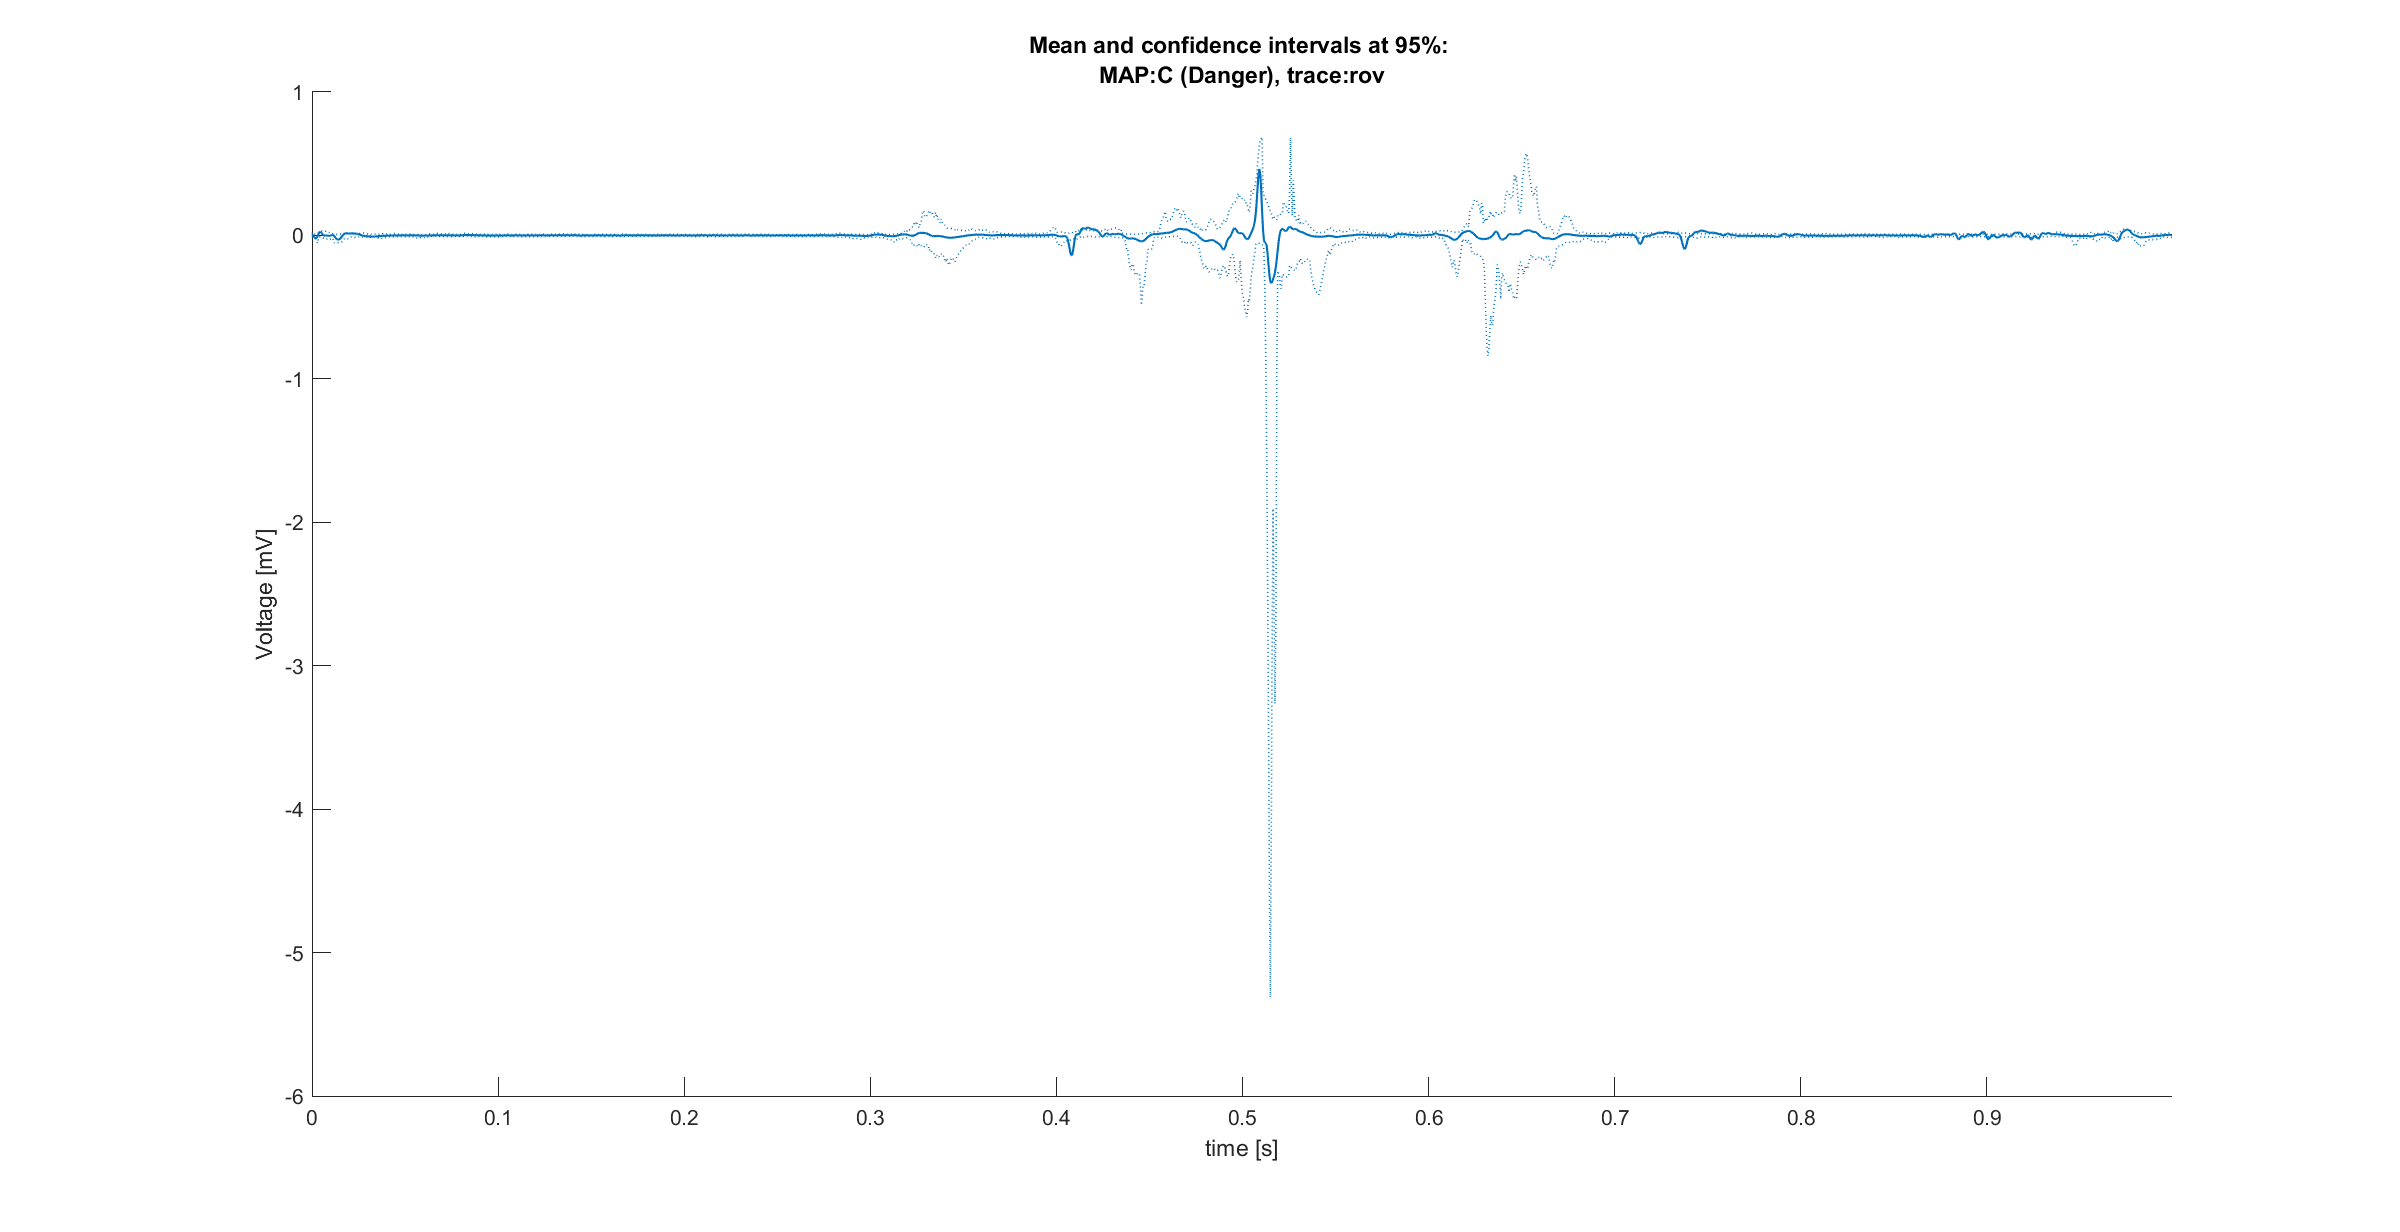 Mean and confidence intervals at 95%:
MAP:C (Danger), trace:rov
1
0
-1
-2
-3
-4
-5
-6
Voltage [mV]
0 0.1 0.2 0.3 0.4 0.5 0.6 0.7 0.8 0.9
time [s]